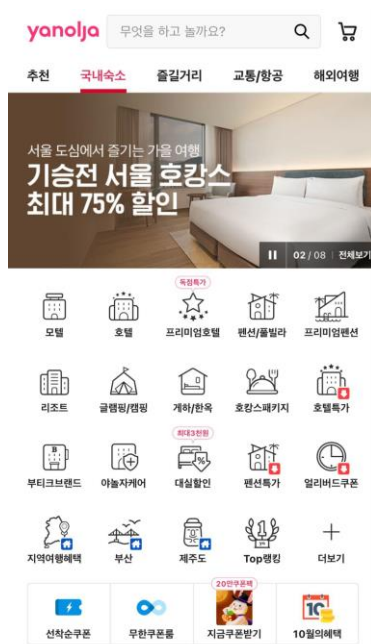 yanolja
무엇을 하고 놀까요?
추천 국내숙소 즐길거리 교통/항공 해외여행
서울 도심에서 즐기는 가을 여행
기승전 서울 호캉스
최대 75% 할인
02 / 08 | 전체보기
독점특가
모텔 호텔 프리미엄호텔 펜션/풀빌라 프리미엄펜션
리조트 글램핑/캠핑 게하/한옥 호캉스패키지 호텔특가
최대3천원
%
부티크브랜드 야놀자케어 대실할인 펜션특가 얼리버드쿠폰
지역여행혜택 부산 제주도 Top랭킹 더보기
20만쿠폰팩
10
선착순쿠폰 무한쿠폰룸 지금쿠폰받기 10월의혜택